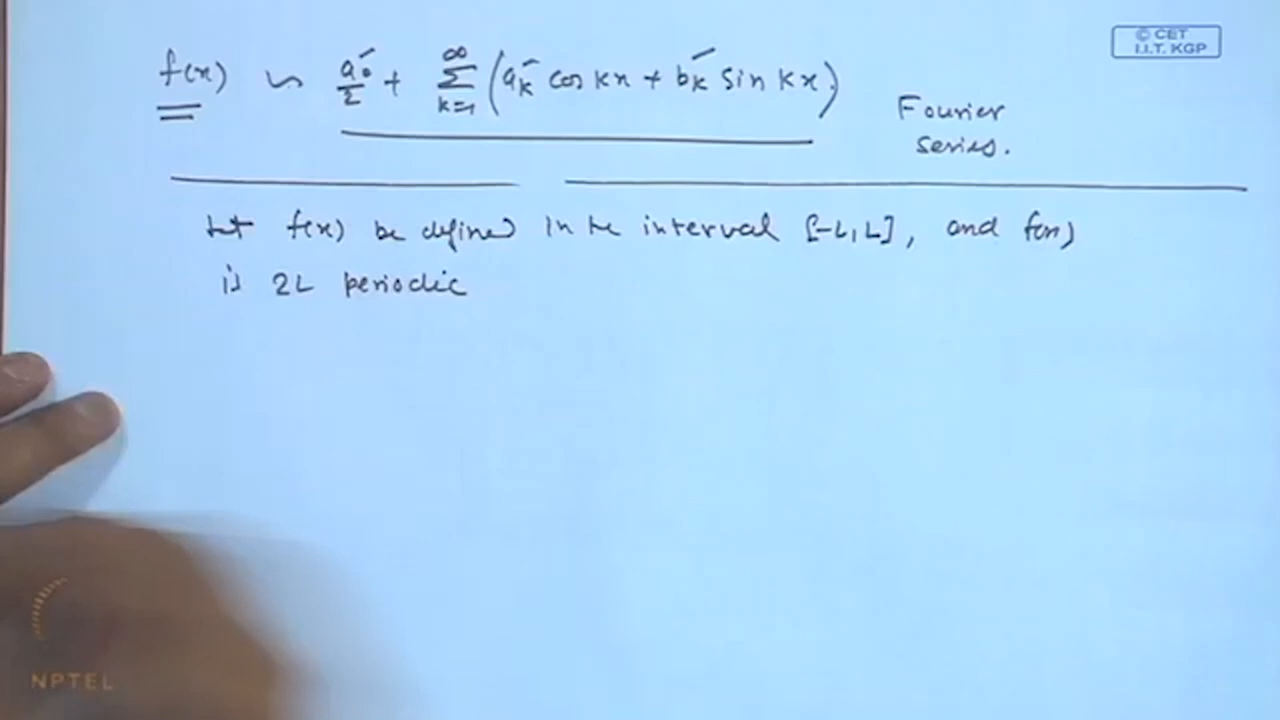 © CET
I.I.T. KGP
f(x) ~ a₀/2 + ∑_{k=1}^{∞} (aₖ cos kx + bₖ sin kx)
Fourier
series.
Let f(x) be defined in the interval [-L, L], and f(x)
is 2L periodic
NPTEL